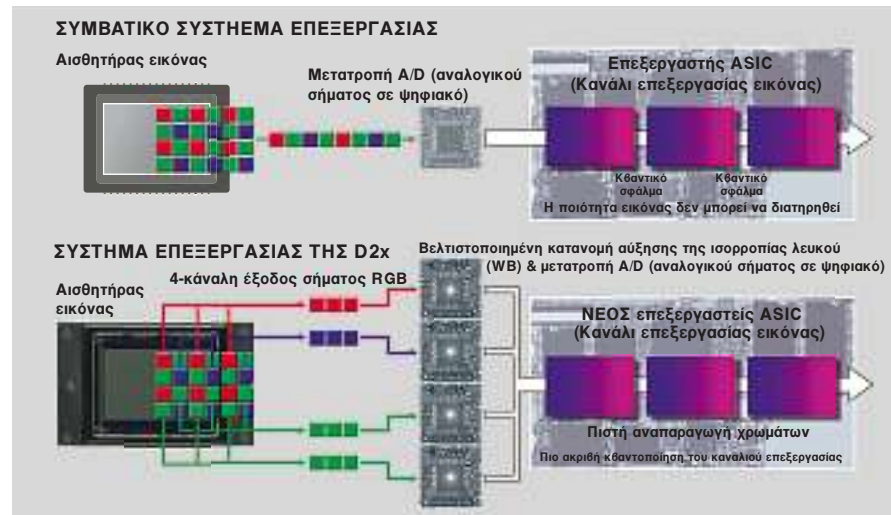 ΣΥΜΒΑΤΙΚΟ ΣΥΣΤΗΕΜΑ ΕΠΕΞΕΡΓΑΣΙΑΣ
Αισθητήρας εικόνας
Μετατροπή A/D (αναλογικού
σήματος σε ψηφιακό)
Επεξεργαστής ASIC
(Κανάλι επεξεργασίας εικόνας)
Κβαντικό
σφάλμα
Κβαντικό
σφάλμα
Η ποιότητα εικόνας δεν μπορεί να διατηρηθεί
ΣΥΣΤΗΜΑ ΕΠΕΞΕΡΓΑΣΙΑΣ ΤΗΣ D2x
Βελτιστοποιημένη κατανομή αύξησης της ισορροπίας λευκού
(WB) & μετατροπή A/D (αναλογικού σήματος σε ψηφιακό)
4-κάναλη έξοδος σήματος RGB
Αισθητήρας
εικόνας
ΝΕΟΣ επεξεργαστείς ASIC
(Κανάλι επεξεργασίας εικόνας)
Πιστή αναπαραγωγή χρωμάτων
Πιο ακριβή κβαντοποίηση του καναλιού επεξεργασίας